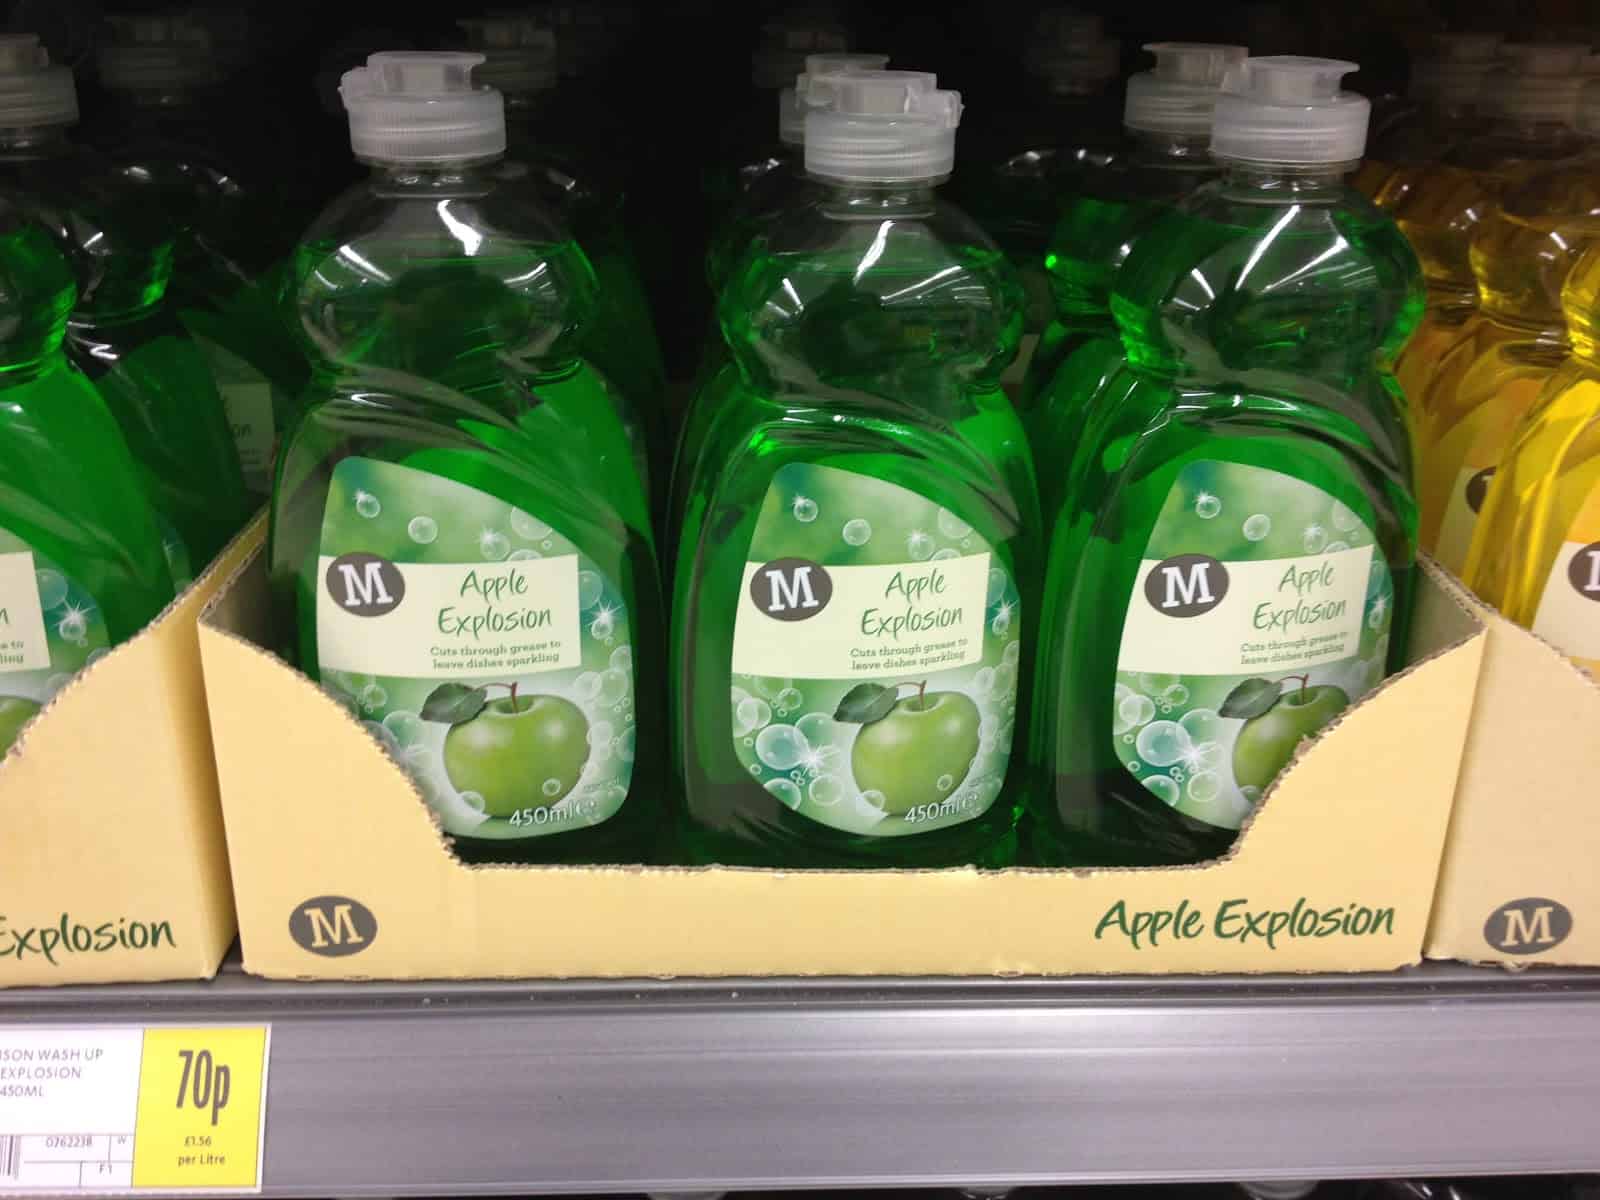 M
Apple
Explosion
Cuts through grease to
leave dishes sparkling
450ml e
M
Apple
Explosion
Cuts through grease to
leave dishes sparkling
450ml e
M
Apple
Explosion
Cuts through grease to
leave dishes sparkling
Explosion
M
Apple Explosion
M
ISON WASH UP
EXPLOSION
450ML
70p
£1.56
per Litre
0762238
W
F1